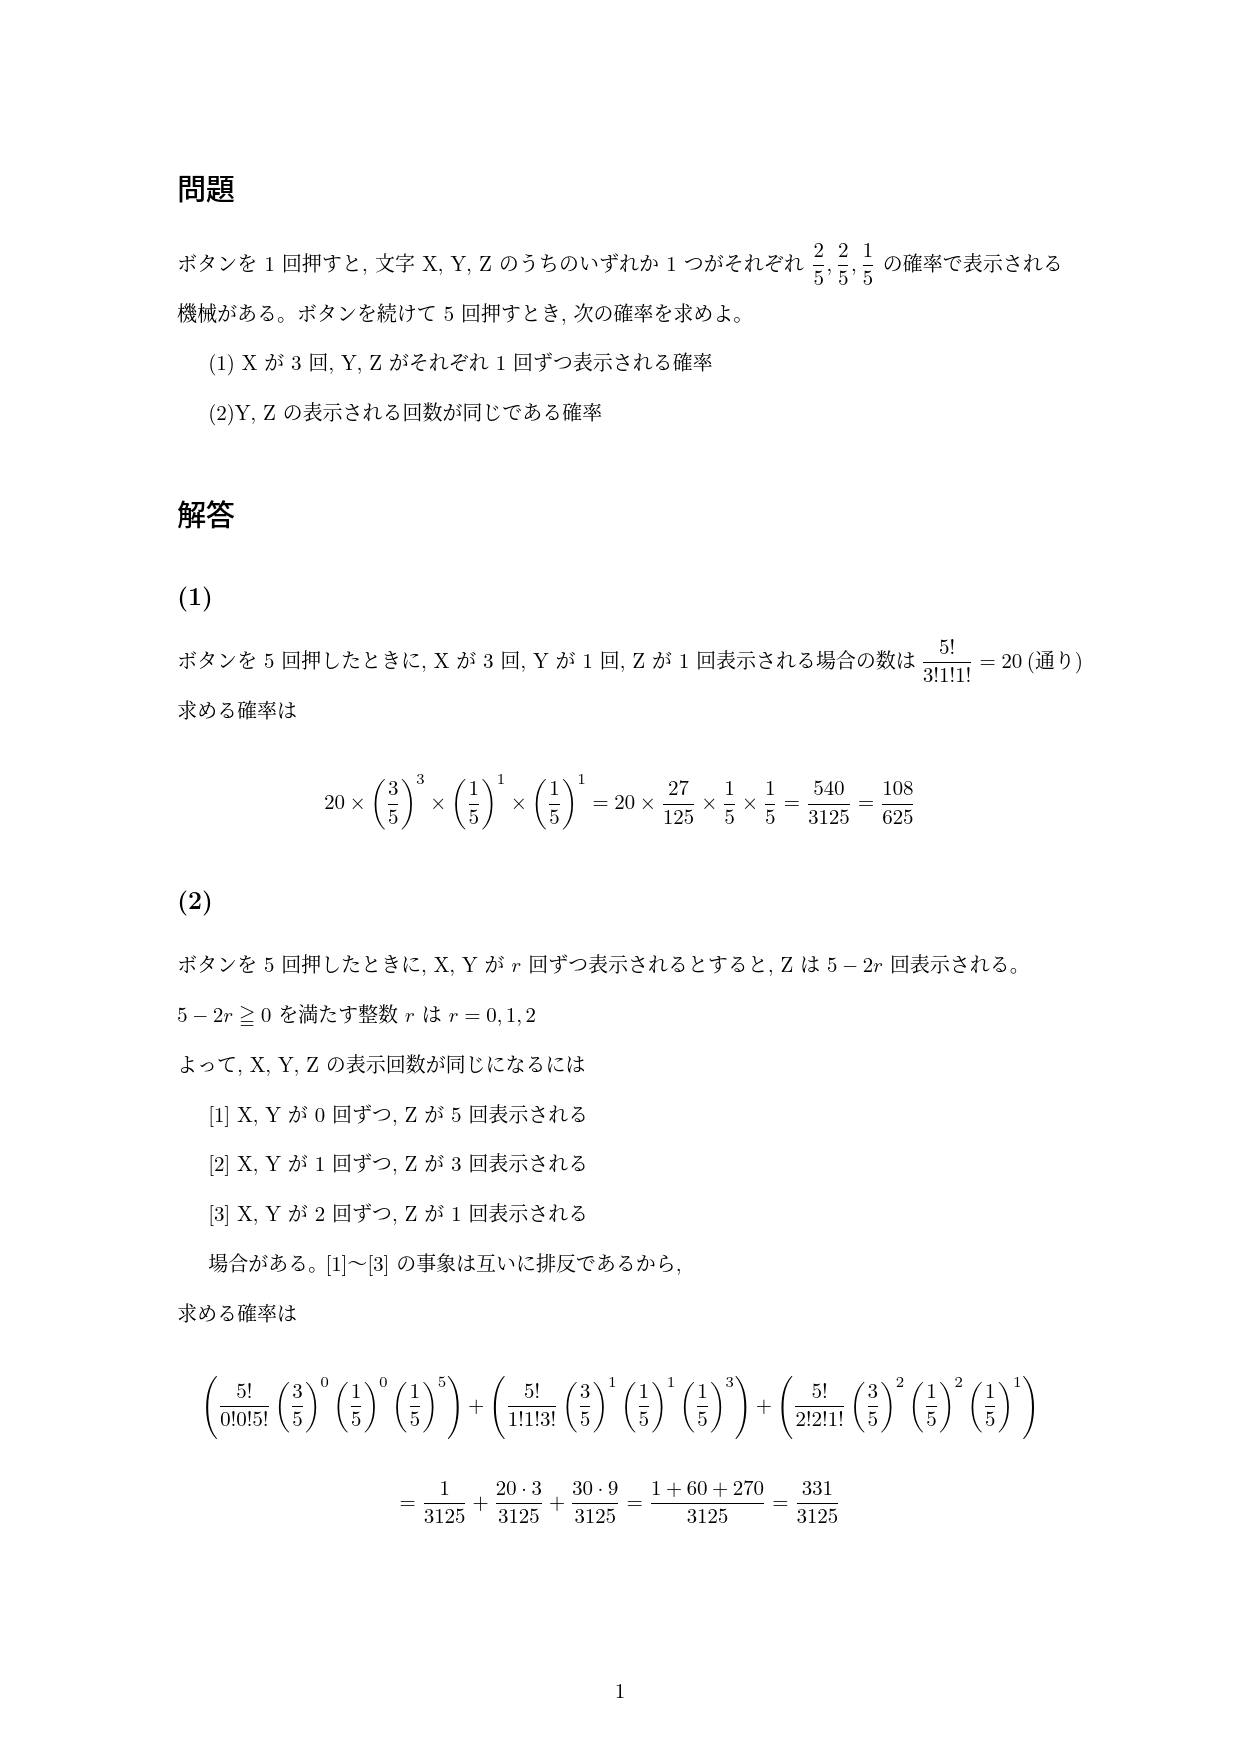 問題
ボタンを 1 回押すと, 文字 X, Y, Z のうちのいずれか 1 つがそれぞれ $\frac{2}{5}, \frac{2}{5}, \frac{1}{5}$ の確率で表示される
機械がある。ボタンを続けて 5 回押すとき, 次の確率を求めよ。
(1) X が 3 回, Y, Z がそれぞれ 1 回ずつ表示される確率
(2)Y, Z の表示される回数が同じである確率
解答
(1)
ボタンを 5 回押したときに, X が 3 回, Y が 1 回, Z が 1 回表示される場合の数は $\frac{5!}{3!1!1!} = 20$ (通り)
求める確率は
$20 \times \left(\frac{3}{5}\right)^3 \times \left(\frac{1}{5}\right)^1 \times \left(\frac{1}{5}\right)^1 = 20 \times \frac{27}{125} \times \frac{1}{5} \times \frac{1}{5} = \frac{540}{3125} = \frac{108}{625}$
(2)
ボタンを 5 回押したときに, X, Y が $r$ 回ずつ表示されるとすると, Z は $5 - 2r$ 回表示される。
$5 - 2r \geqq 0$ を満たす整数 $r$ は $r = 0, 1, 2$
よって, X, Y, Z の表示回数が同じになるには
[1] X, Y が 0 回ずつ, Z が 5 回表示される
[2] X, Y が 1 回ずつ, Z が 3 回表示される
[3] X, Y が 2 回ずつ, Z が 1 回表示される
場合がある。[1]〜[3] の事象は互いに排反であるから,
求める確率は
$\left(\frac{5!}{0!0!5!}\left(\frac{3}{5}\right)^0\left(\frac{1}{5}\right)^0\left(\frac{1}{5}\right)^5\right) + \left(\frac{5!}{1!1!3!}\left(\frac{3}{5}\right)^1\left(\frac{1}{5}\right)^1\left(\frac{1}{5}\right)^3\right) + \left(\frac{5!}{2!2!1!}\left(\frac{3}{5}\right)^2\left(\frac{1}{5}\right)^2\left(\frac{1}{5}\right)^1\right)$
$= \frac{1}{3125} + \frac{20 \cdot 3}{3125} + \frac{30 \cdot 9}{3125} = \frac{1 + 60 + 270}{3125} = \frac{331}{3125}$
1